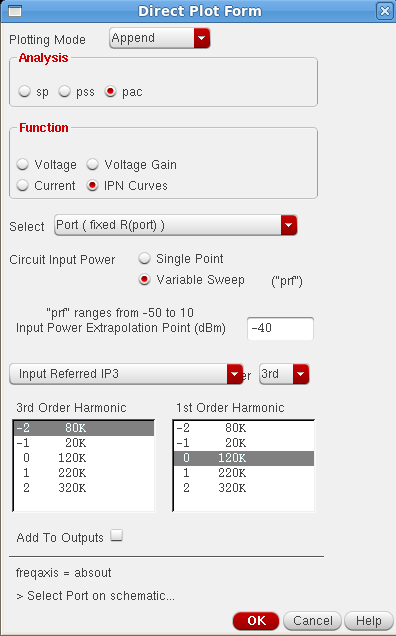 Direct Plot Form
Plotting Mode Append
Analysis
sp pss pac
Function
Voltage Voltage Gain
Current IPN Curves
Select Port ( fixed R(port) )
Circuit Input Power Single Point
Variable Sweep ("prf")
"prf" ranges from -50 to 10
Input Power Extrapolation Point (dBm) -40
Input Referred IP3 3rd
3rd Order Harmonic 1st Order Harmonic
-2 80K -2 80K
-1 20K -1 20K
0 120K 0 120K
1 220K 1 220K
2 320K 2 320K
Add To Outputs
freqaxis = absout
> Select Port on schematic...
OK Cancel Help